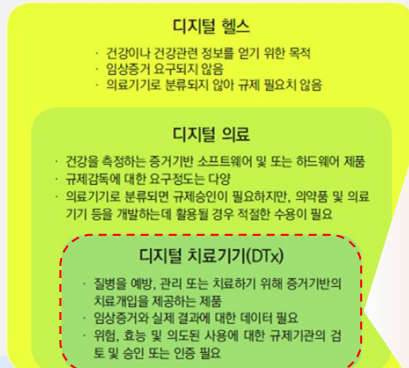 디지털 헬스
· 건강이나 건강관련 정보를 얻기 위한 목적
· 임상증거 요구되지 않음
· 의료기기로 분류되지 않아 규제 필요치 않음
디지털 의료
· 건강을 측정하는 증거기반 소프트웨어 및 또는 하드웨어 제품
· 규제감독에 대한 요구정도는 다양
· 의료기기로 분류되면 규제승인이 필요하지만, 의약품 및 의료
기기 등을 개발하는데 활용될 경우 적절한 수용이 필요
디지털 치료기기(DTx)
· 질병을 예방, 관리 또는 치료하기 위해 증거기반의
치료개입을 제공하는 제품
· 임상증거와 실제 결과에 대한 데이터 필요
· 위험, 효능 및 의도된 사용에 대한 규제기관의 검
토 및 승인 또는 인증 필요